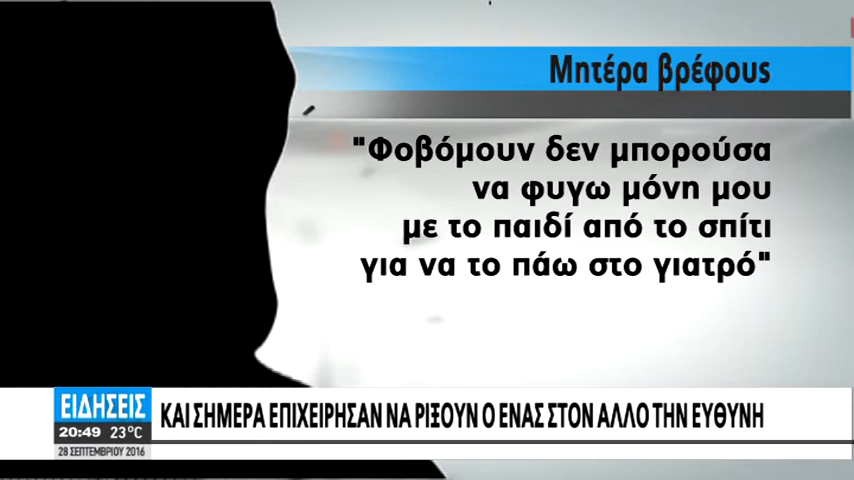 Μητέρα βρέφους
"Φοβόμουν δεν μπορούσα
να φυγω μόνη μου
με το παιδί από το σπίτι
για να το πάω στο γιατρό"
ΕΙΔΗΣΕΙΣ
20:49 23°C
28 ΣΕΠΤΕΜΒΡΙΟΥ 2016
ΚΑΙ ΣΗΜΕΡΑ ΕΠΙΧΕΙΡΗΣΑΝ ΝΑ ΡΙΞΟΥΝ Ο ΕΝΑΣ ΣΤΟΝ ΑΛΛΟ ΤΗΝ ΕΥΘΥΝΗ